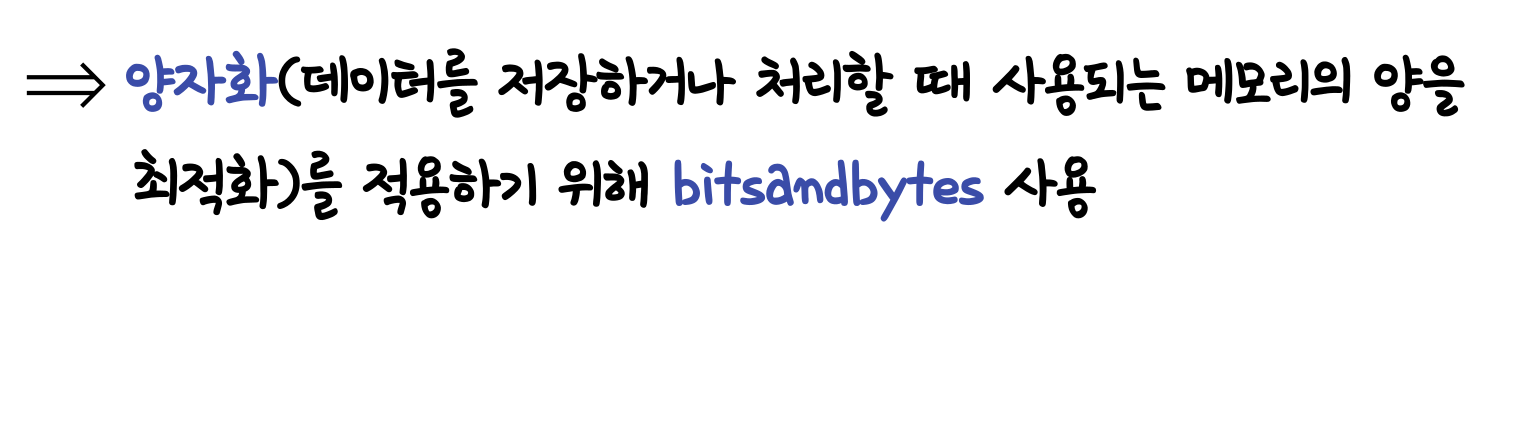 ⇒ 양자화(데이터를 저장하거나 처리할 때 사용되는 메모리의 양을
최적화)를 적용하기 위해 bitsandbytes 사용